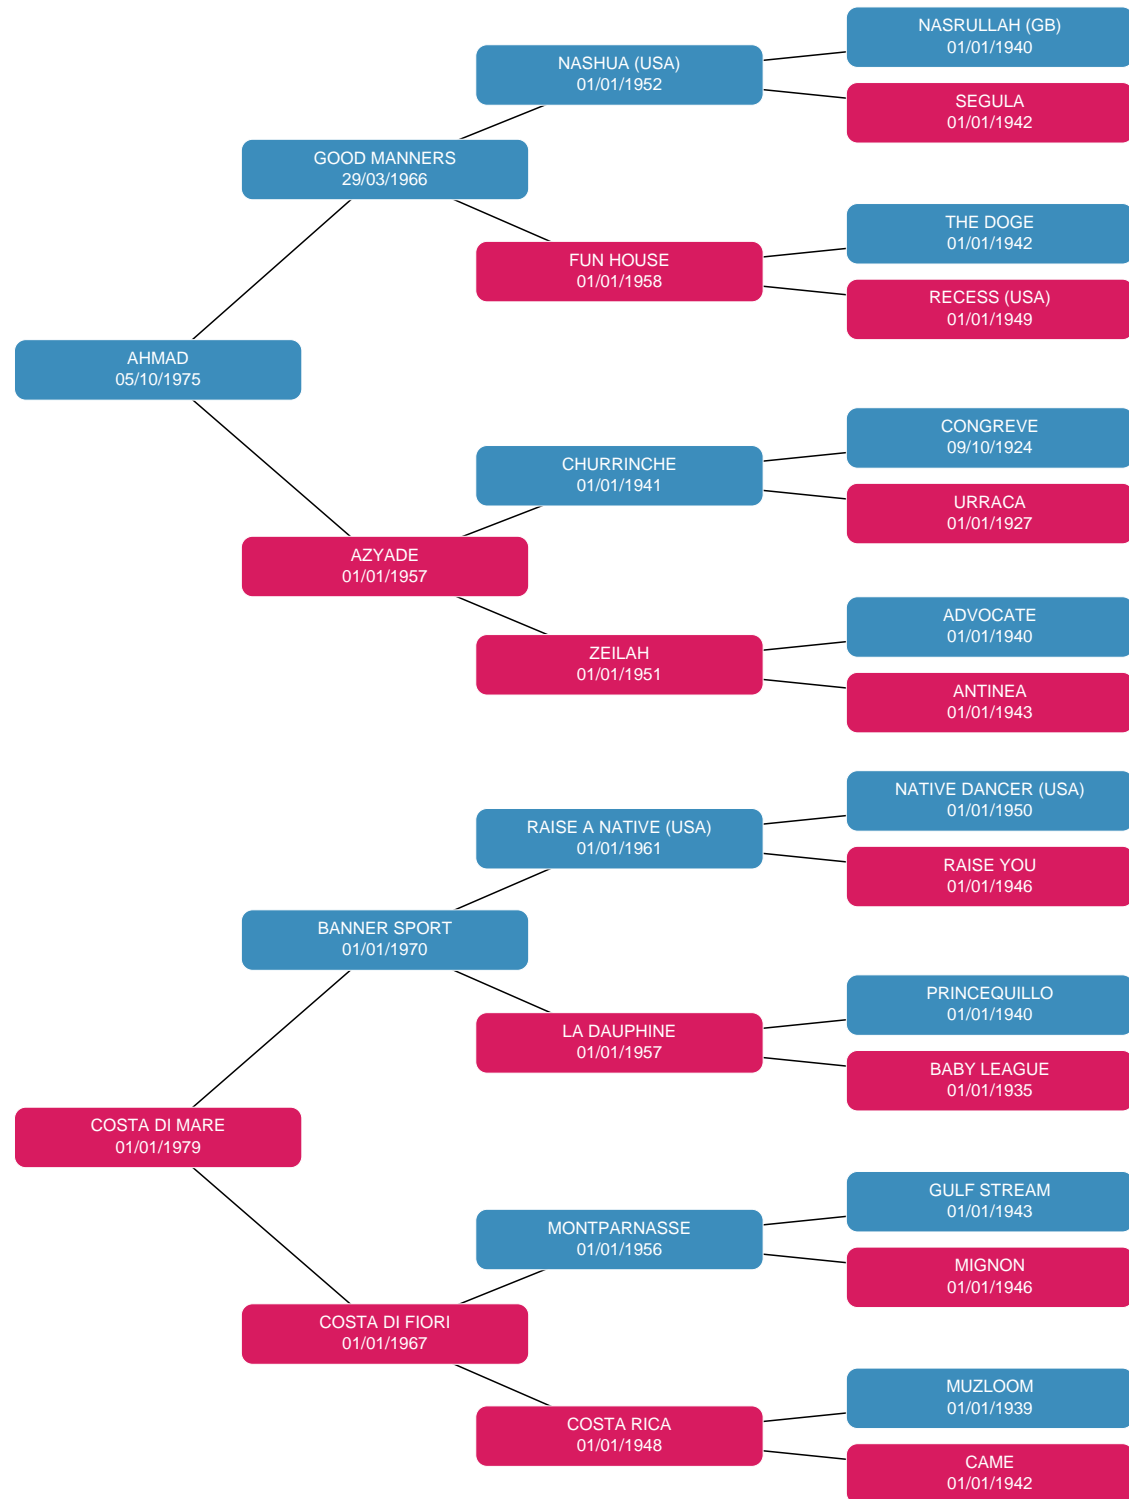 NASRULLAH (GB)
01/01/1940
NASHUA (USA)
01/01/1952
SEGULA
01/01/1942
GOOD MANNERS
29/03/1966
THE DOGE
01/01/1942
FUN HOUSE
01/01/1958
RECESS (USA)
01/01/1949
AHMAD
05/10/1975
CONGREVE
09/10/1924
CHURRINCHE
01/01/1941
URRACA
01/01/1927
AZYADE
01/01/1957
ADVOCATE
01/01/1940
ZEILAH
01/01/1951
ANTINEA
01/01/1943
NATIVE DANCER (USA)
01/01/1950
RAISE A NATIVE (USA)
01/01/1961
RAISE YOU
01/01/1946
BANNER SPORT
01/01/1970
PRINCEQUILLO
01/01/1940
LA DAUPHINE
01/01/1957
BABY LEAGUE
01/01/1935
COSTA DI MARE
01/01/1979
GULF STREAM
01/01/1943
MONTPARNASSE
01/01/1956
MIGNON
01/01/1946
COSTA DI FIORI
01/01/1967
MUZLOOM
01/01/1939
COSTA RICA
01/01/1948
CAME
01/01/1942